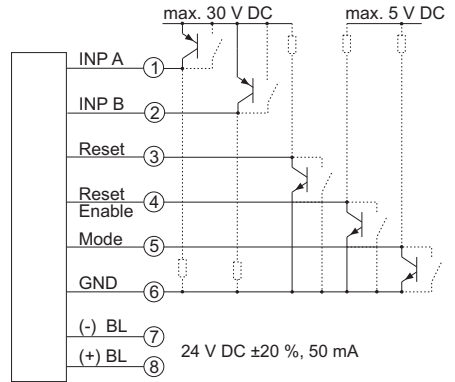 max. 30 V DC
max. 5 V DC
INP A
1
INP B
2
Reset
3
Reset
Enable
4
Mode
5
GND
6
(-) BL
7
24 V DC ±20 %, 50 mA
(+) BL
8